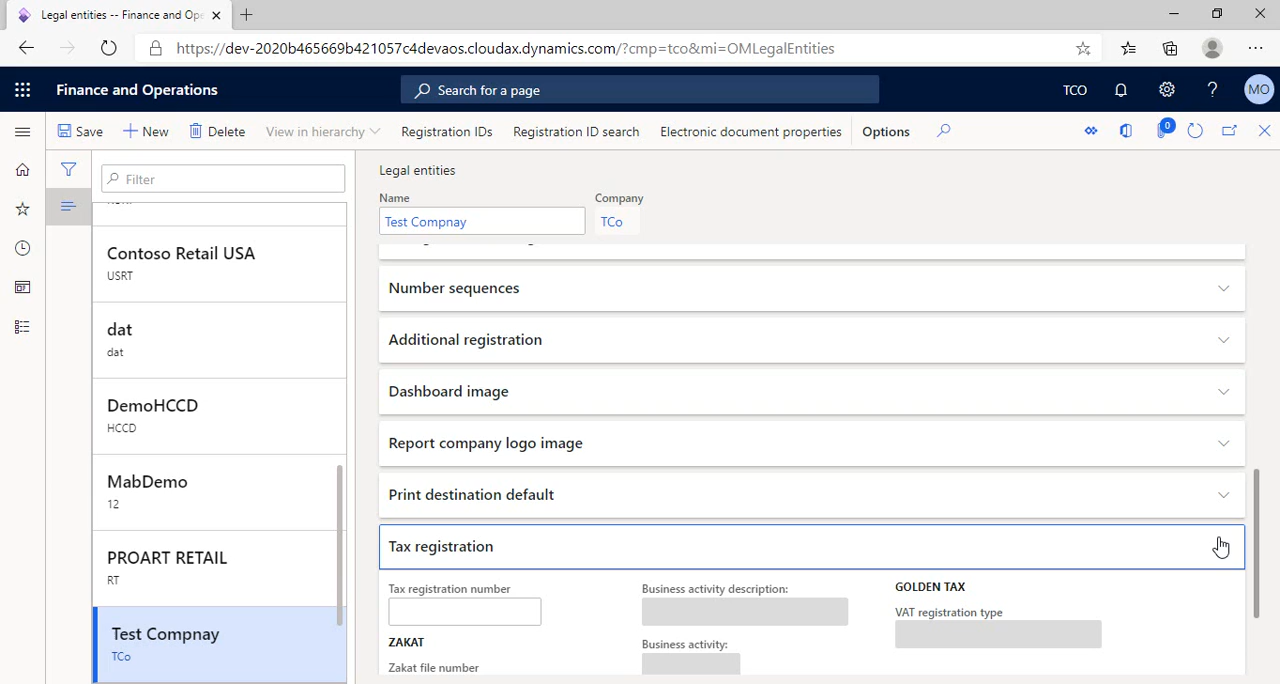 Legal entities -- Finance and Ope
https://dev-2020b465669b421057c4devaos.cloudax.dynamics.com/?cmp=tco&mi=OMLegalEntities
Finance and Operations
Search for a page
TCO
MO
Save
New
Delete
View in hierarchy
Registration IDs
Registration ID search
Electronic document properties
Options
0
Filter
Contoso Retail USA
USRT
dat
dat
DemoHCCD
HCCD
MabDemo
12
PROART RETAIL
RT
Test Compnay
TCo
Legal entities
Name
Company
Test Compnay
TCo
Number sequences
Additional registration
Dashboard image
Report company logo image
Print destination default
Tax registration
Tax registration number
Business activity description:
GOLDEN TAX
VAT registration type
ZAKAT
Business activity:
Zakat file number